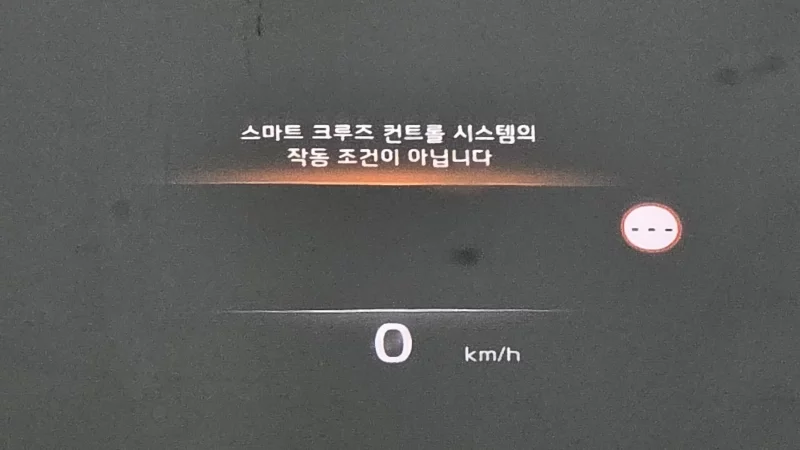 스마트 크루즈 컨트롤 시스템의
작동 조건이 아닙니다
---
0 km/h